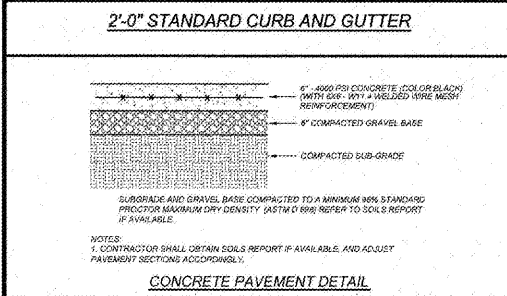 2'-0" STANDARD CURB AND GUTTER
6" - 4000 PSI CONCRETE (COLOR BLACK)
(WITH 6X6 - WELDED WIRE MESH
REINFORCEMENT)
6" COMPACTED GRAVEL BASE
COMPACTED SUB-GRADE
SUBGRADE AND GRAVEL BASE COMPACTED TO A MINIMUM STANDARD
PROCTOR MAXIMUM DRY DENSITY (ASTM D 698) REFER TO SOILS REPORT
IF AVAILABLE.
NOTES:
1. CONTRACTOR SHALL OBTAIN SOILS REPORT IF AVAILABLE, AND ADJUST
PAVEMENT SECTIONS ACCORDINGLY.
CONCRETE PAVEMENT DETAIL